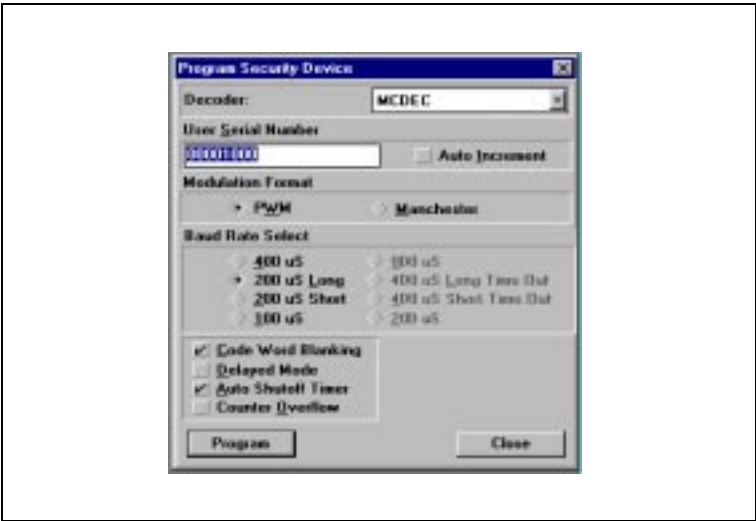 Program Security Device
Decoder: MCDEC
User Serial Number
00001000 Auto Increment
Modulation Format
PWM Manchester
Baud Rate Select
400 uS 800 uS
200 uS Long 400 uS Long Time Out
200 uS Short 400 uS Short Time Out
100 uS 200 uS
Code Word Blanking
Delayed Mode
Auto Shutoff Timer
Counter Overflow
Program Close